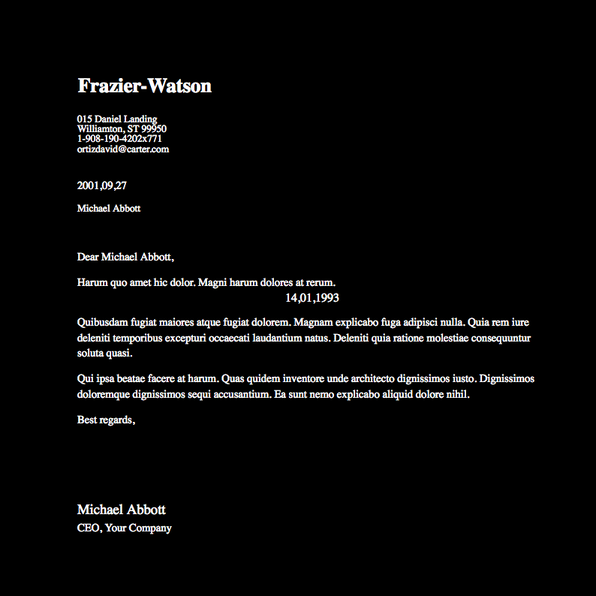 Frazier-Watson
015 Daniel Landing
Williamton, ST 99950
1-908-190-4202x771
ortizdavid@carter.com
2001,09,27
Michael Abbott
Dear Michael Abbott,
Harum quo amet hic dolor. Magni harum dolores at rerum.
14,01,1993
Quibusdam fugiat maiores atque fugiat dolorem. Magnam explicabo fuga adipisci nulla. Quia rem iure
deleniti temporibus excepturi occaecati laudantium natus. Deleniti quia ratione molestiae consequuntur
soluta quasi.
Qui ipsa beatae facere at harum. Quas quidem inventore unde architecto dignissimos iusto. Dignissimos
doloremque dignissimos sequi accusantium. Ea sunt nemo explicabo aliquid dolore nihil.
Best regards,
Michael Abbott
CEO, Your Company